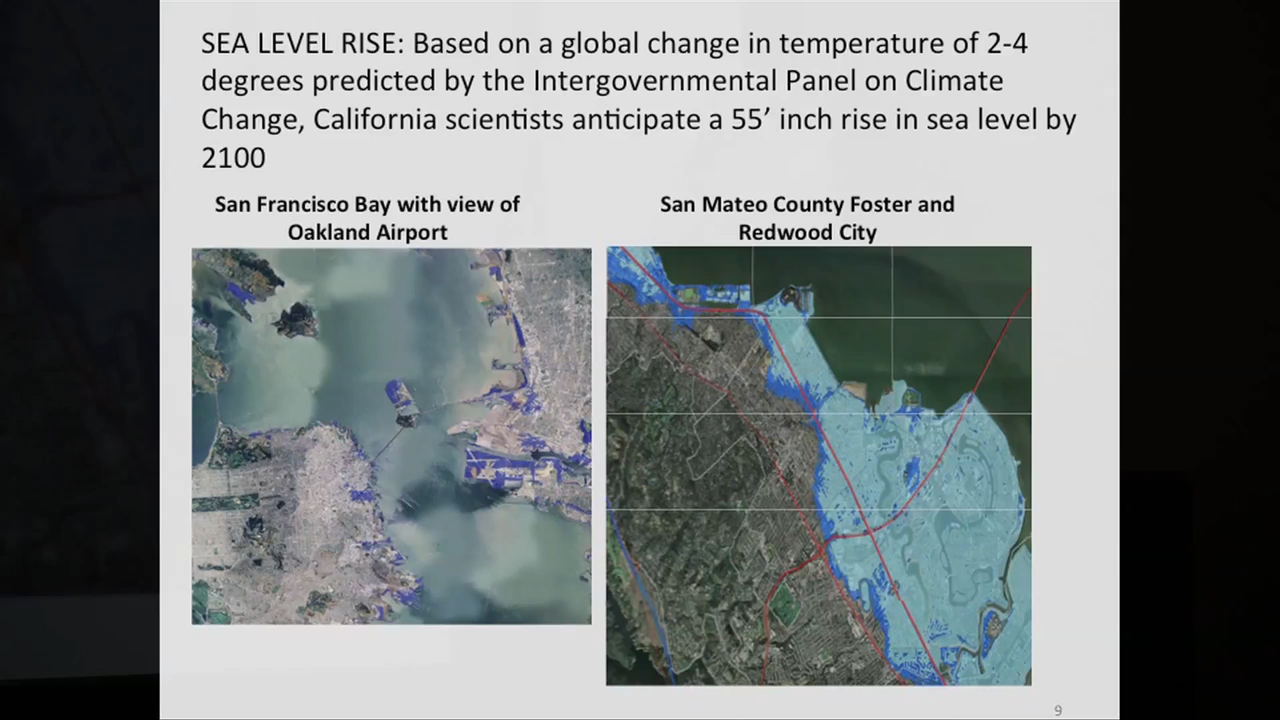 SEA LEVEL RISE: Based on a global change in temperature of 2-4
degrees predicted by the Intergovernmental Panel on Climate
Change, California scientists anticipate a 55’ inch rise in sea level by
2100
San Francisco Bay with view of
Oakland Airport
San Mateo County Foster and
Redwood City
9